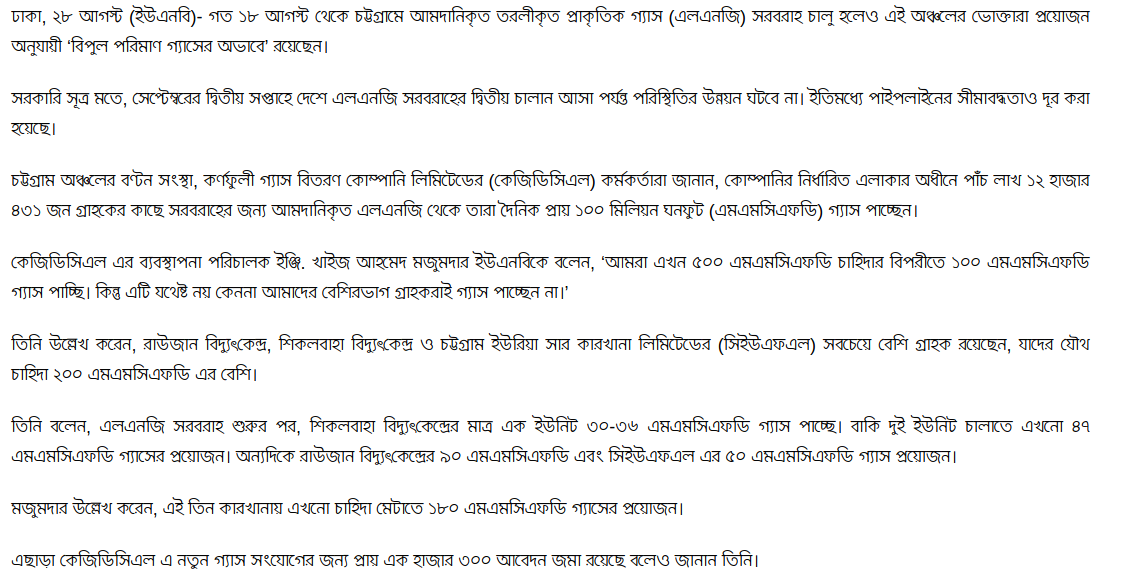 ঢাকা, ২৮ আগস্ট (ইউএনবি)- গত ১৮ আগস্ট থেকে চট্টগ্রামে আমদানিকৃত তরলীকৃত প্রাকৃতিক গ্যাস (এলএনজি) সরবরাহ চালু হলেও এই অঞ্চলের ভোক্তারা প্রয়োজন
অনুযায়ী ‘বিপুল পরিমাণ গ্যাসের অভাবে’ রয়েছেন।
সরকারি সূত্র মতে, সেপ্টেম্বরের দ্বিতীয় সপ্তাহে দেশে এলএনজি সরবরাহের দ্বিতীয় চালান আসা পর্যন্ত পরিস্থিতির উন্নয়ন ঘটবে না। ইতিমধ্যে পাইপলাইনের সীমাবদ্ধতাও দূর করা
হয়েছে।
চট্টগ্রাম অঞ্চলের বণ্টন সংস্থা, কর্ণফুলী গ্যাস বিতরণ কোম্পানি লিমিটেডের (কেজিডিসিএল) কর্মকর্তারা জানান, কোম্পানির নির্ধারিত এলাকার অধীনে পাঁচ লাখ ১২ হাজার
৪৩১ জন গ্রাহকের কাছে সরবরাহের জন্য আমদানিকৃত এলএনজি থেকে তারা দৈনিক প্রায় ১০০ মিলিয়ন ঘনফুট (এমএমসিএফডি) গ্যাস পাচ্ছেন।
কেজিডিসিএল এর ব্যবস্থাপনা পরিচালক ইঞ্জি. খাইজ আহমেদ মজুমদার ইউএনবিকে বলেন, ‘আমরা এখন ৫০০ এমএমসিএফডি চাহিদার বিপরীতে ১০০ এমএমসিএফডি
গ্যাস পাচ্ছি। কিন্তু এটি যথেষ্ট নয় কেননা আমাদের বেশিরভাগ গ্রাহকরাই গ্যাস পাচ্ছেন না।’
তিনি উল্লেখ করেন, রাউজান বিদ্যুৎকেন্দ্র, শিকলবাহা বিদ্যুৎকেন্দ্র ও চট্টগ্রাম ইউরিয়া সার কারখানা লিমিটেডের (সিইউএফএল) সবচেয়ে বেশি গ্রাহক রয়েছেন, যাদের যৌথ
চাহিদা ২০০ এমএমসিএফডি এর বেশি।
তিনি বলেন, এলএনজি সরবরাহ শুরুর পর, শিকলবাহা বিদ্যুৎকেন্দ্রের মাত্র এক ইউনিট ৩০-৩৬ এমএমসিএফডি গ্যাস পাচ্ছে। বাকি দুই ইউনিট চালাতে এখনো ৪৭
এমএমসিএফডি গ্যাসের প্রয়োজন। অন্যদিকে রাউজান বিদ্যুৎকেন্দ্রের ৯০ এমএমসিএফডি এবং সিইউএফএল এর ৫০ এমএমসিএফডি গ্যাস প্রয়োজন।
মজুমদার উল্লেখ করেন, এই তিন কারখানায় এখনো চাহিদা মেটাতে ১৮০ এমএমসিএফডি গ্যাসের প্রয়োজন।
এছাড়া কেজিডিসিএল এ নতুন গ্যাস সংযোগের জন্য প্রায় এক হাজার ৩০০ আবেদন জমা রয়েছে বলেও জানান তিনি।